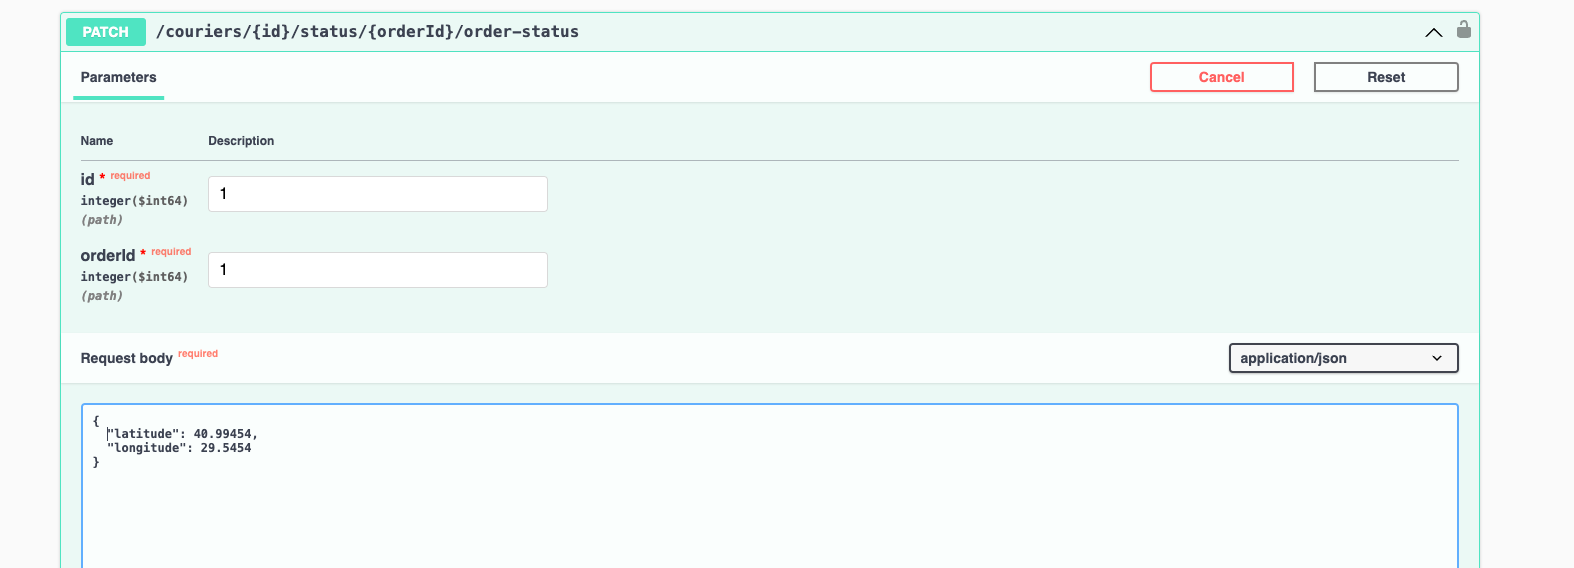 PATCH /couriers/{id}/status/{orderId}/order-status
Parameters Cancel Reset
Name Description
id * required
integer($int64)
(path)
1
orderId * required
integer($int64)
(path)
1
Request body required application/json
{
"latitude": 40.99454,
"longitude": 29.5454
}